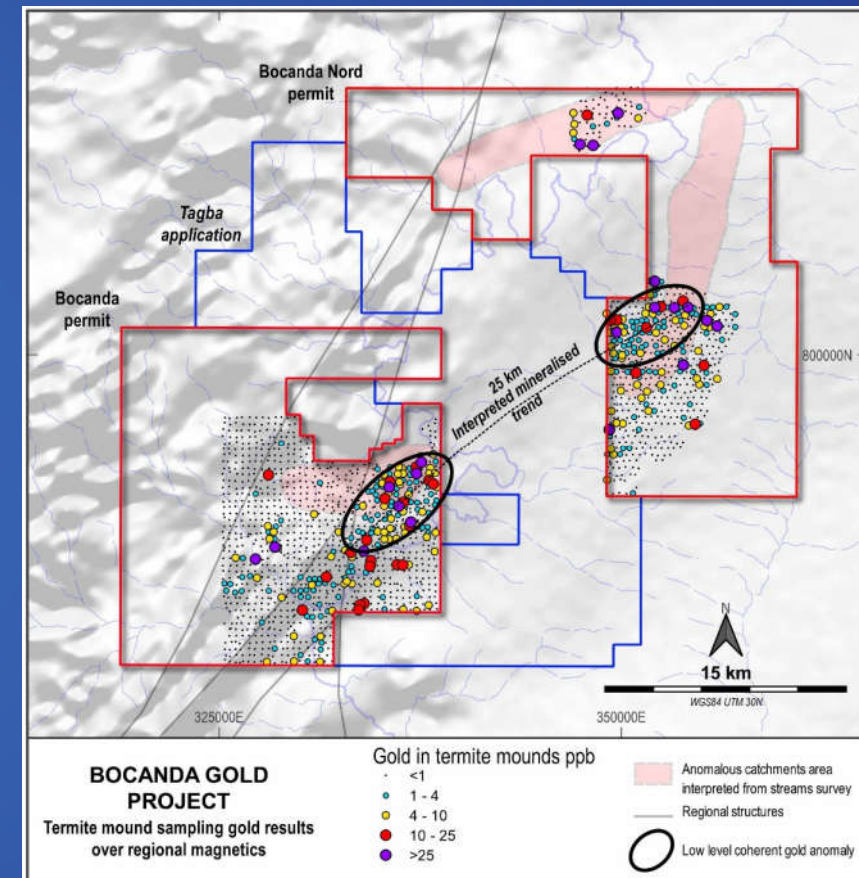 Bocanda Nord
permit
Tagba
application
Bocanda
permit
800000N
25 km
Interpreted mineralised
trend
N
15 km
WGS84 UTM 30N
325000E
350000E
BOCANDA GOLD
PROJECT
Termite mound sampling gold results
over regional magnetics
Gold in termite mounds ppb
<1
1 - 4
4 - 10
10 - 25
>25
Anomalous catchments area
interpreted from streams survey
Regional structures
Low level coherent gold anomaly